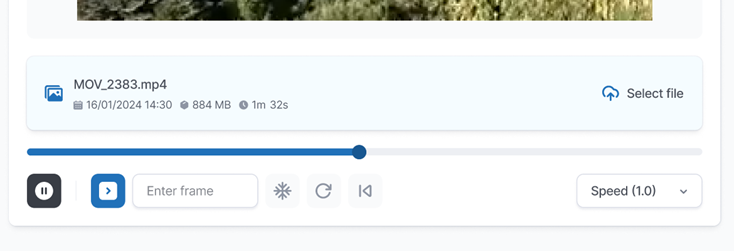 MOV_2383.mp4
16/01/2024 14:30 884 MB 1m 32s
Select file
Enter frame
Speed (1.0)